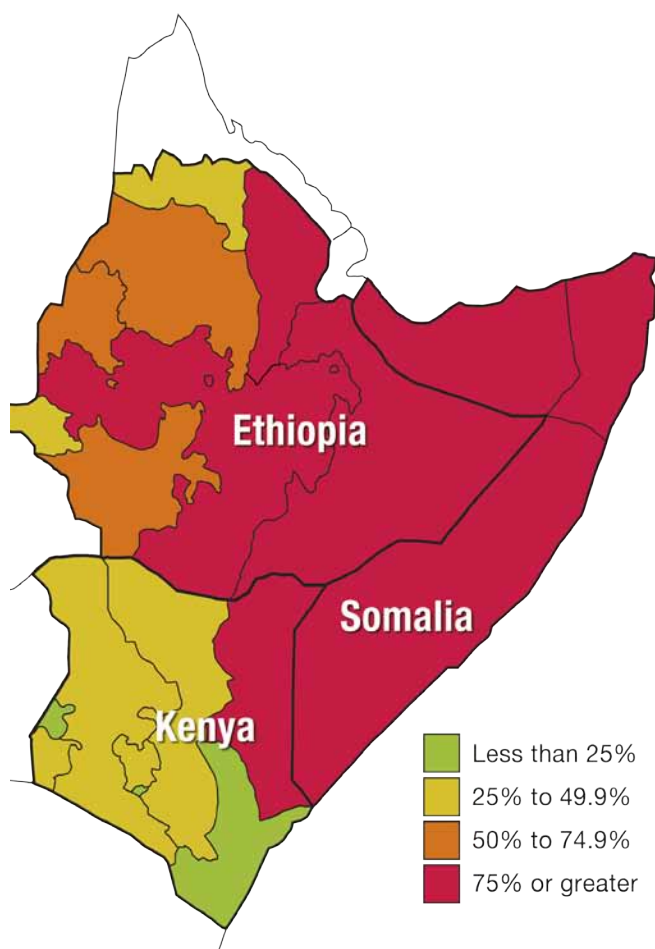 Ethiopia
Somalia
Kenya
Less than 25%
25% to 49.9%
50% to 74.9%
75% or greater